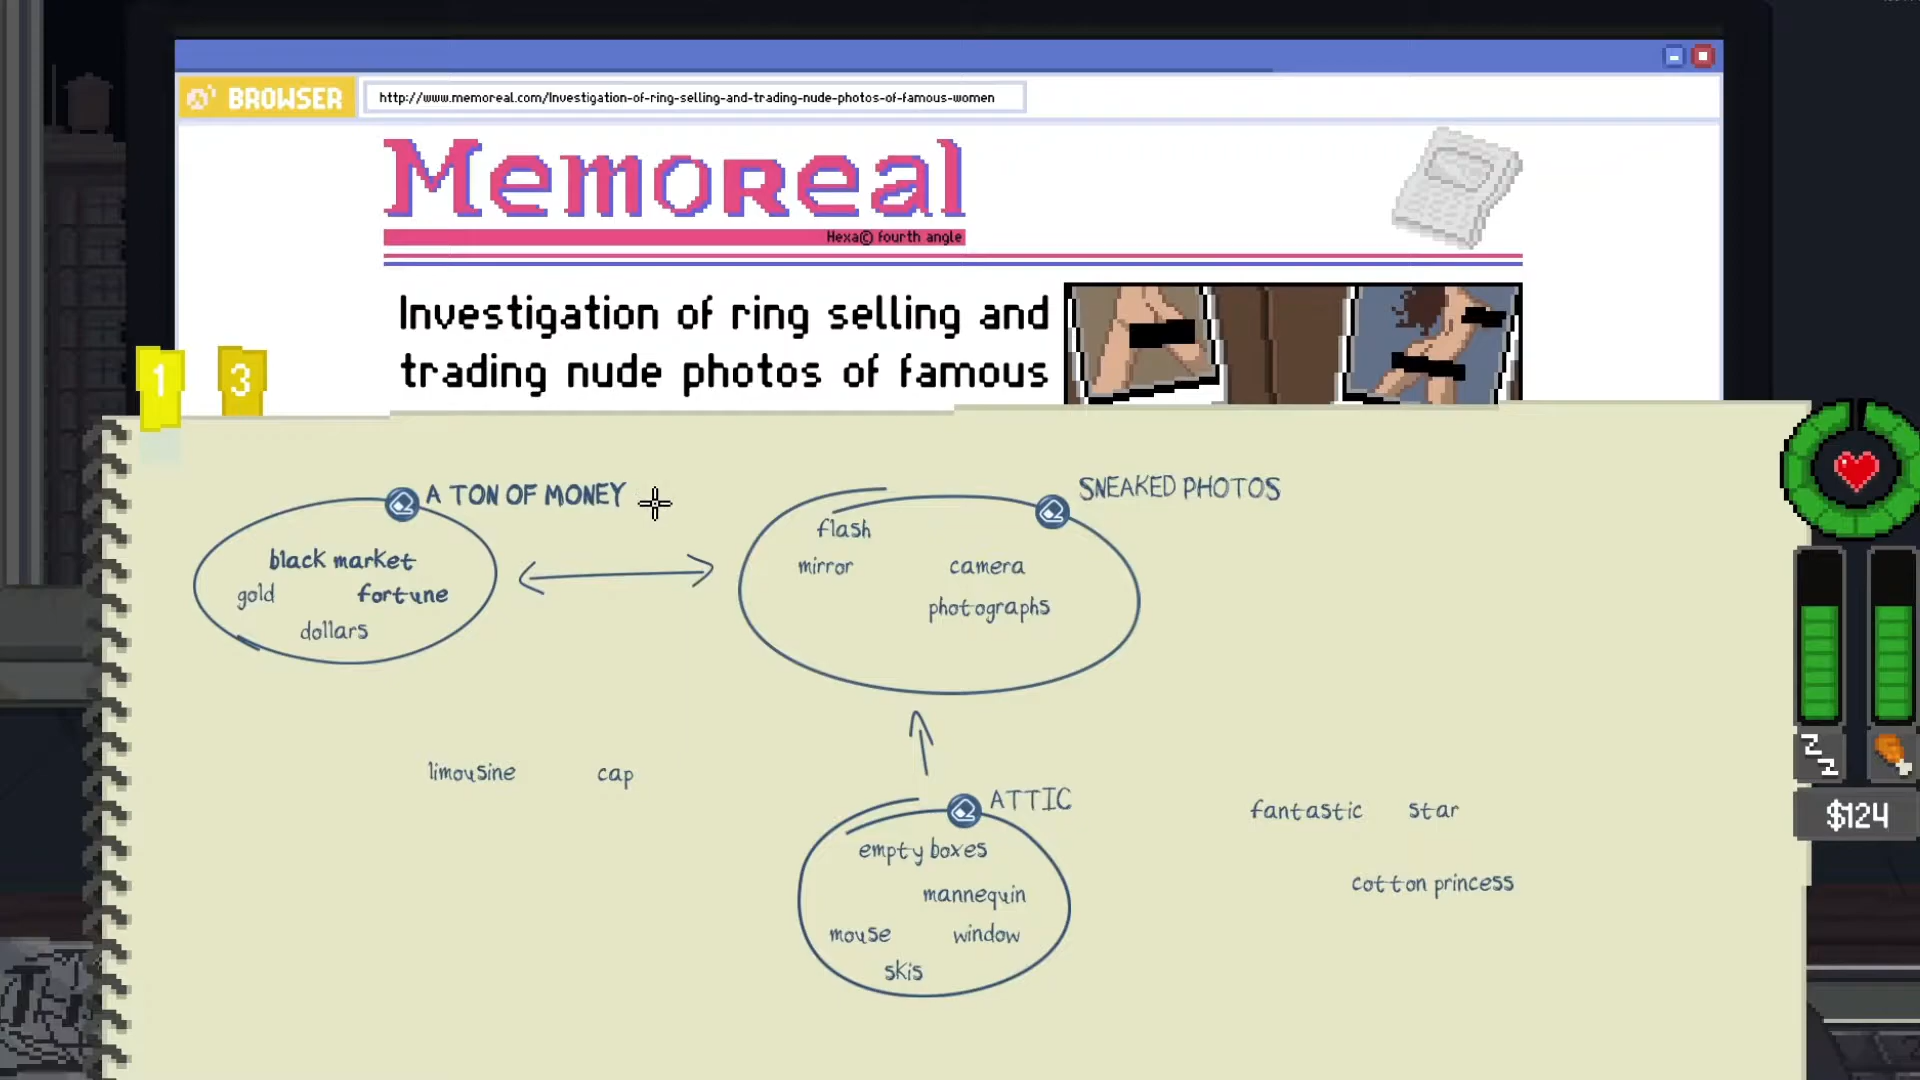 BROWSER
http://www.memoreal.com/Investigation-of-ring-selling-and-trading-nude-photos-of-famous-women
Memoreal
Hexa© fourth angle
Investigation of ring selling and
trading nude photos of famous
1
3
A TON OF MONEY
black market
gold
fortune
dollars
SNEAKED PHOTOS
flash
mirror
camera
photographs
limousine
cap
ATTIC
empty boxes
mannequin
mouse
window
skis
fantastic
star
cotton princess
Z
Z
$124